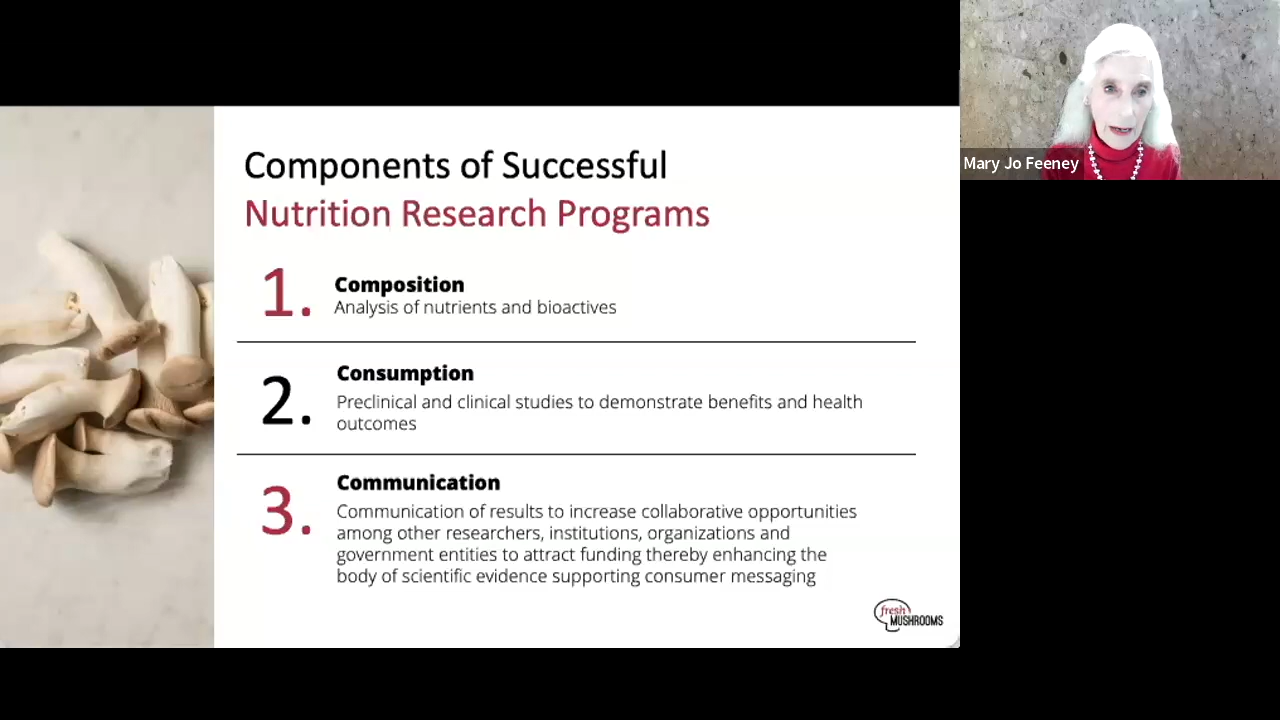 Components of Successful
Nutrition Research Programs
1.
Composition
Analysis of nutrients and bioactives
2.
Consumption
Preclinical and clinical studies to demonstrate benefits and health
outcomes
3.
Communication
Communication of results to increase collaborative opportunities
among other researchers, institutions, organizations and
government entities to attract funding thereby enhancing the
body of scientific evidence supporting consumer messaging
fresh
MUSHROOMS
Mary Jo Feeney